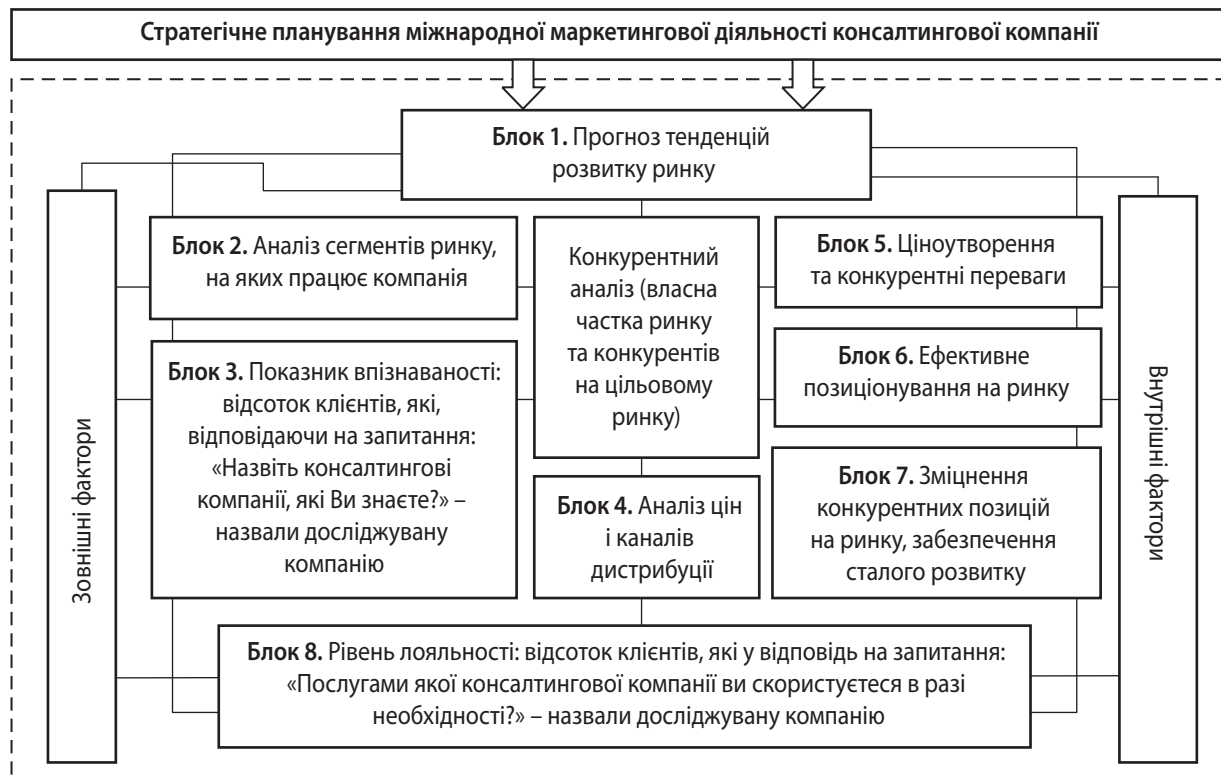 Стратегічне планування міжнародної маркетингової діяльності консалтингової компанії
Блок 1. Прогноз тенденцій
розвитку ринку
Зовнішні фактори
Блок 2. Аналіз сегментів ринку,
на яких працює компанія
Блок 3. Показник впізнаваності:
відсоток клієнтів, які,
відповідаючи на запитання:
«Назвіть консалтингові
компанії, які Ви знаєте?» –
назвали досліджувану
компанію
Конкурентний
аналіз (власна
частка ринку
та конкурентів
на цільовому
ринку)
Блок 4. Аналіз цін
і каналів
дистрибуції
Блок 5. Ціноутворення
та конкурентні переваги
Блок 6. Ефективне
позиціонування на ринку
Блок 7. Зміцнення
конкурентних позицій
на ринку, забезпечення
сталого розвитку
Внутрішні фактори
Блок 8. Рівень лояльності: відсоток клієнтів, які у відповідь на запитання:
«Послугами якої консалтингової компанії ви скористуєтеся в разі
необхідності?» – назвали досліджувану компанію